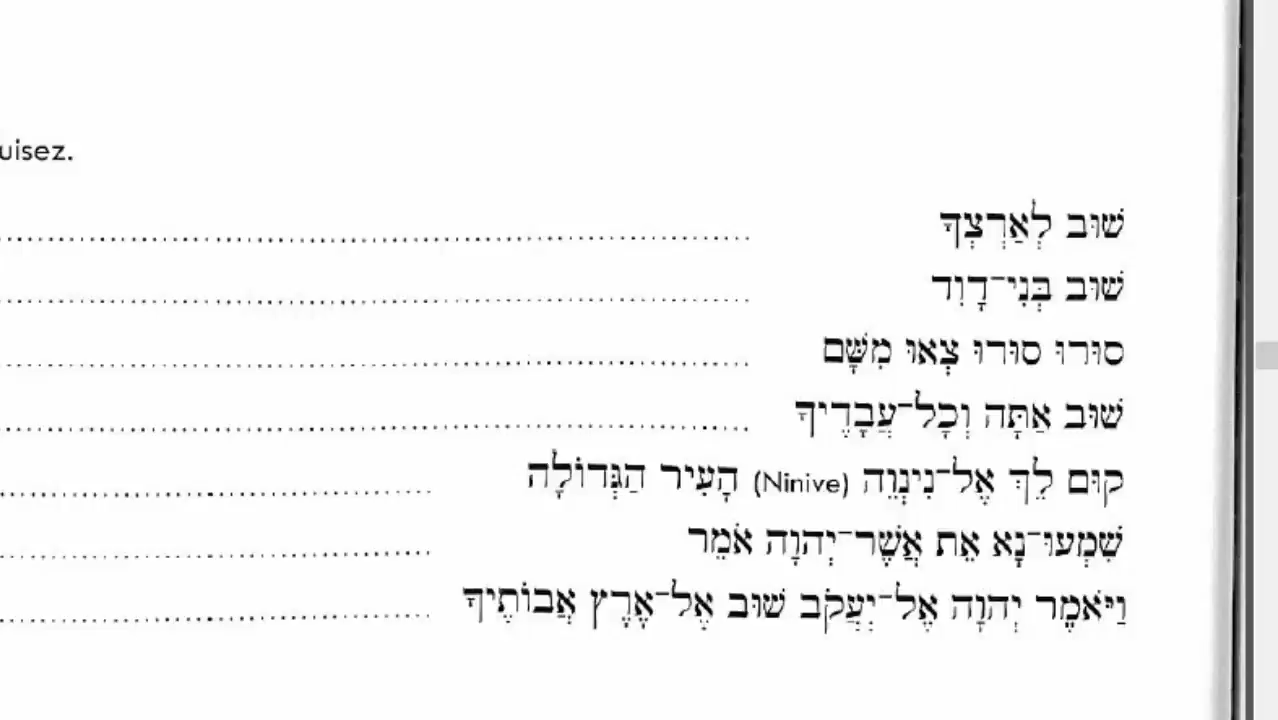 uisez.
שׁוּב לְאַרְצְךָ
שׁוּב בְּנִי־דָוִד
סוּרוּ סוּרוּ צְאוּ מִשָּׁם
שׁוּב אַתָּה וְכָל־עֲבָדֶיךָ
קוּם לֵךְ אֶל־נִינְוֵה (Ninive) הָעִיר הַגְּדוֹלָה
שִׁמְעוּ־נָא אֵת אֲשֶׁר־יְהוָה אֹמֵר
וַיֹּאמֶר יְהוָה אֶל־יַעֲקֹב שׁוּב אֶל־אֶרֶץ אֲבוֹתֶיךָ